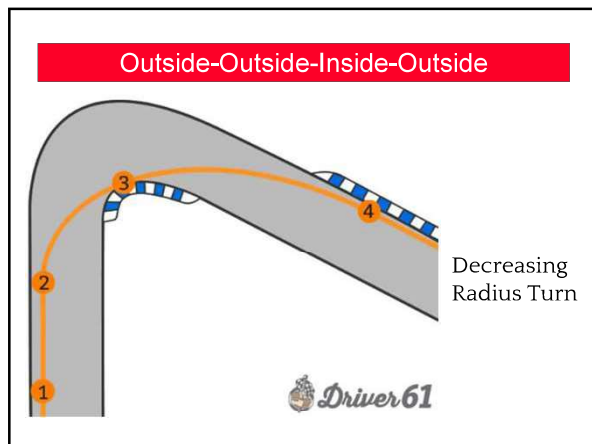 Outside-Outside-Inside-Outside
3
4
2
Decreasing
Radius Turn
1
Driver61